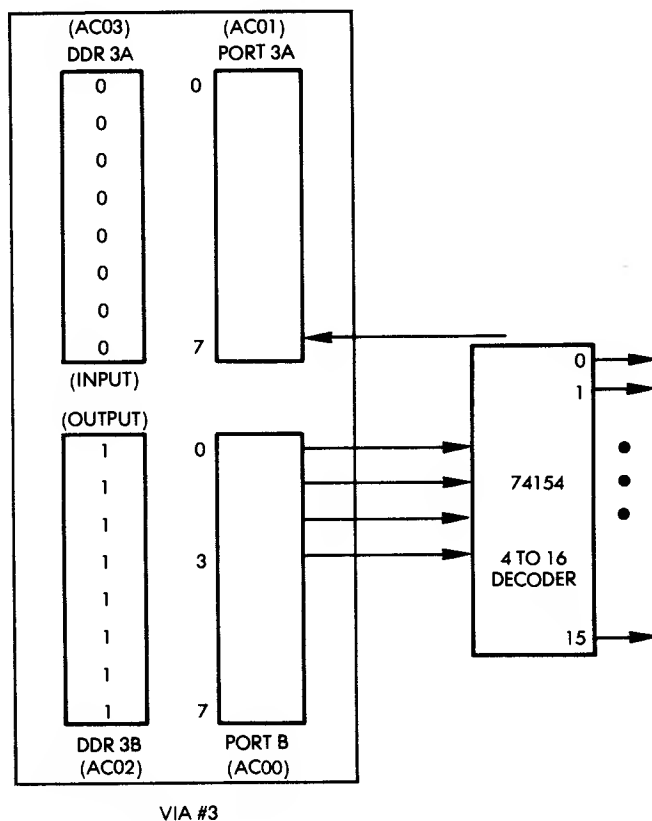 (AC03)
DDR 3A
(AC01)
PORT 3A
0
0
0
0
0
0
0
0
(INPUT)
0
7
(OUTPUT)
1
1
1
1
1
1
1
1
DDR 3B
(AC02)
0
3
7
PORT B
(AC00)
0
1
74154
4 TO 16
DECODER
15
VIA #3